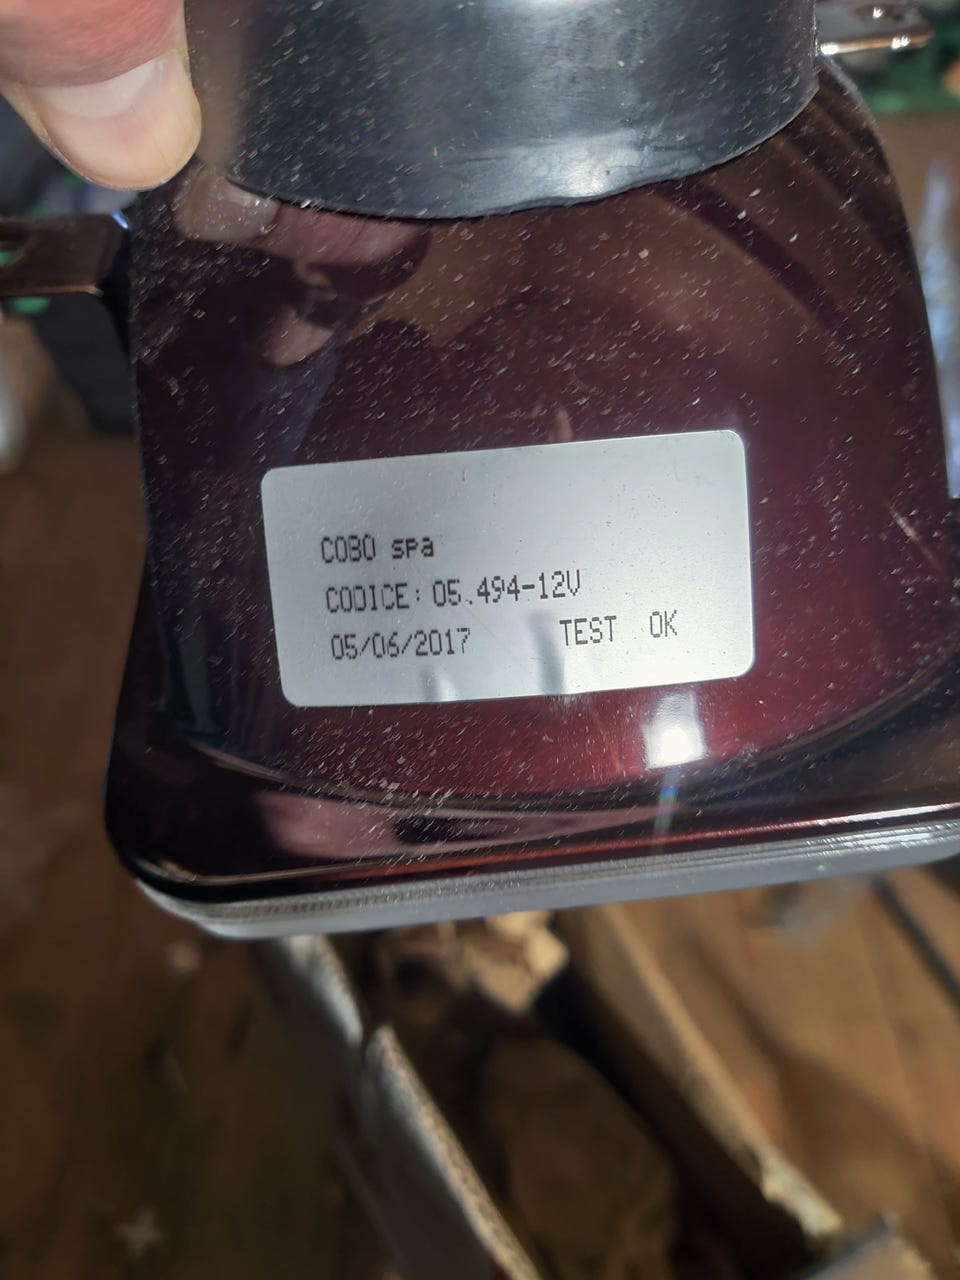 COBO spa
CODICE: 05.494-12V
05/06/2017 TEST OK